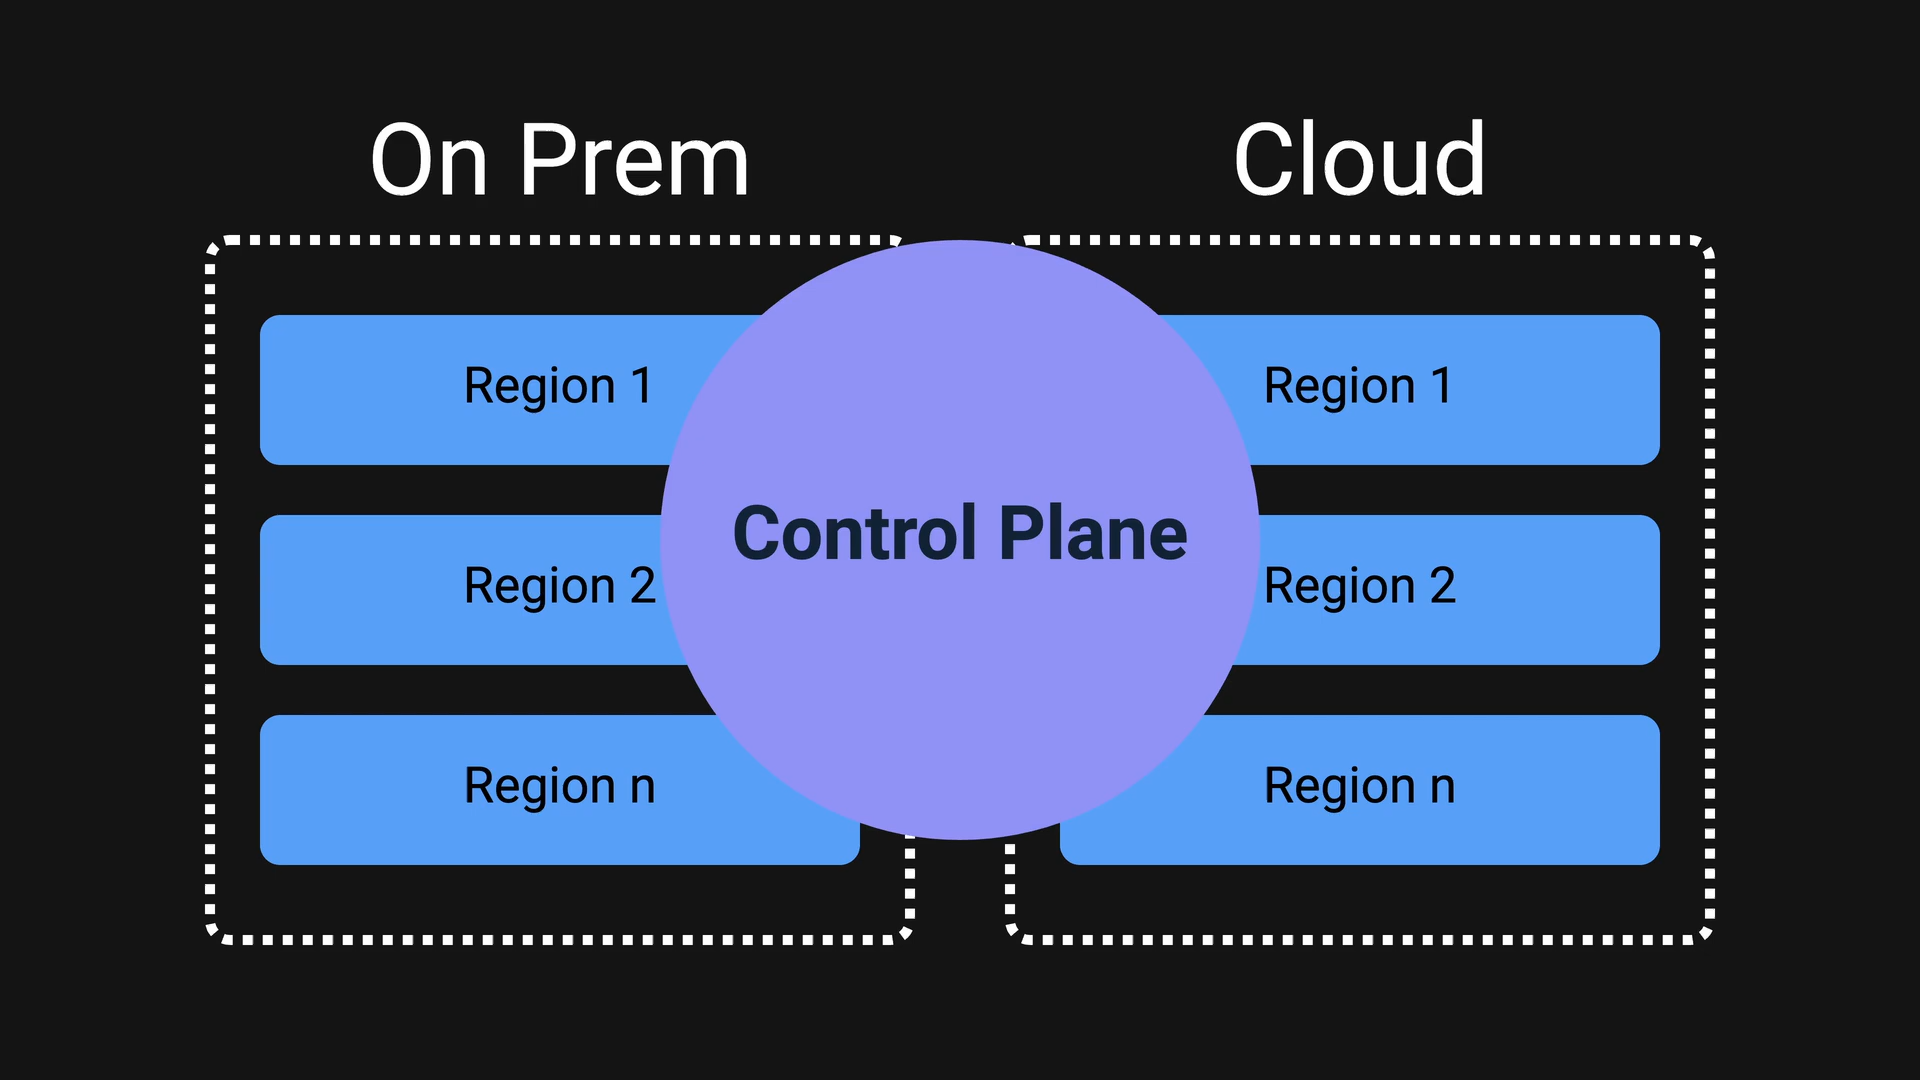 On Prem
Cloud
Region 1
Region 1
Control Plane
Region 2
Region 2
Region n
Region n